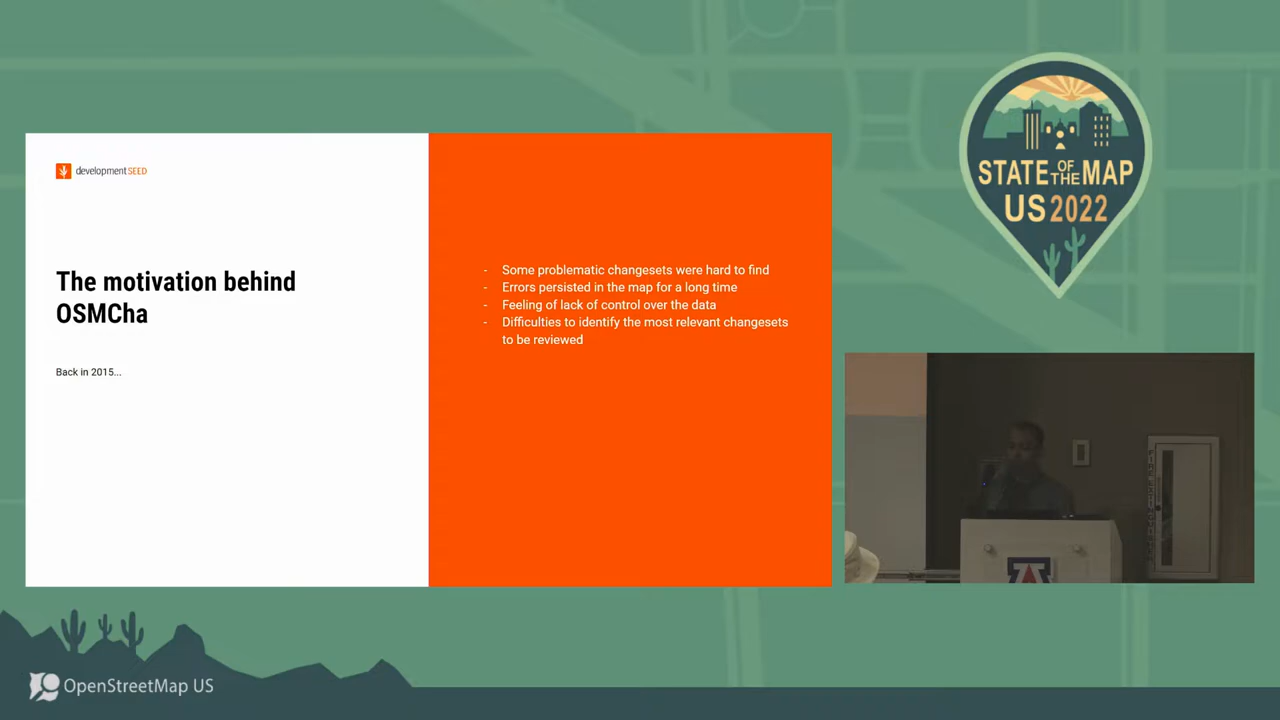 development SEED
The motivation behind
OSMCha
Back in 2015...
- Some problematic changesets were hard to find
- Errors persisted in the map for a long time
- Feeling of lack of control over the data
- Difficulties to identify the most relevant changesets
to be reviewed
STATE OF THE MAP
US 2022
A
OpenStreetMap US